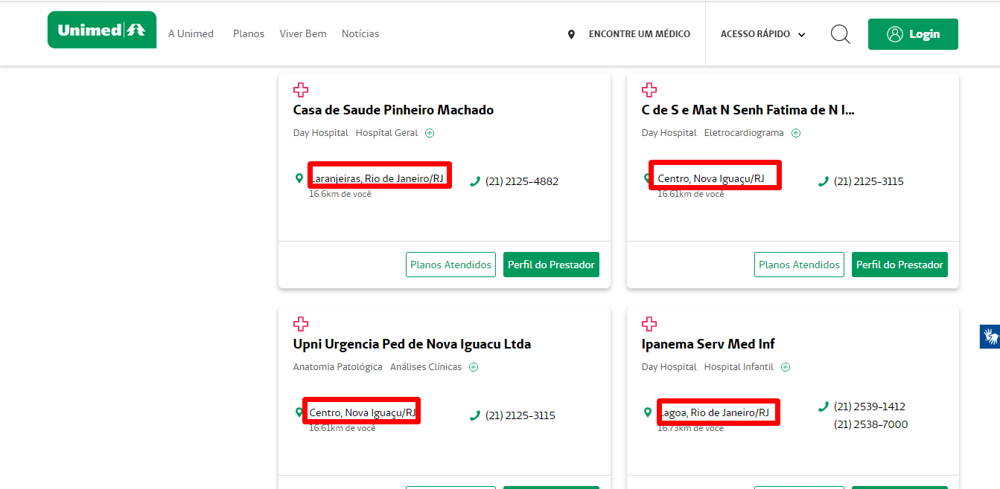 Unimed
A Unimed Planos Viver Bem Notícias ENCONTRE UM MÉDICO ACESSO RÁPIDO Login
Casa de Saude Pinheiro Machado
Day Hospital Hospital Geral
Laranjeiras, Rio de Janeiro/RJ
16.6km de você
(21) 2125-4882
Planos Atendidos Perfil do Prestador
C de S e Mat N Senh Fatima de N I...
Day Hospital Eletrocardiograma
Centro, Nova Iguaçu/RJ
16.61km de você
(21) 2125-3115
Planos Atendidos Perfil do Prestador
Upni Urgencia Ped de Nova Iguacu Ltda
Anatomia Patológica Análises Clínicas
Centro, Nova Iguaçu/RJ
16.61km de você
(21) 2125-3115
Ipanema Serv Med Inf
Day Hospital Hospital Infantil
Lagoa, Rio de Janeiro/RJ
16.73km de você
(21) 2539-1412
(21) 2538-7000